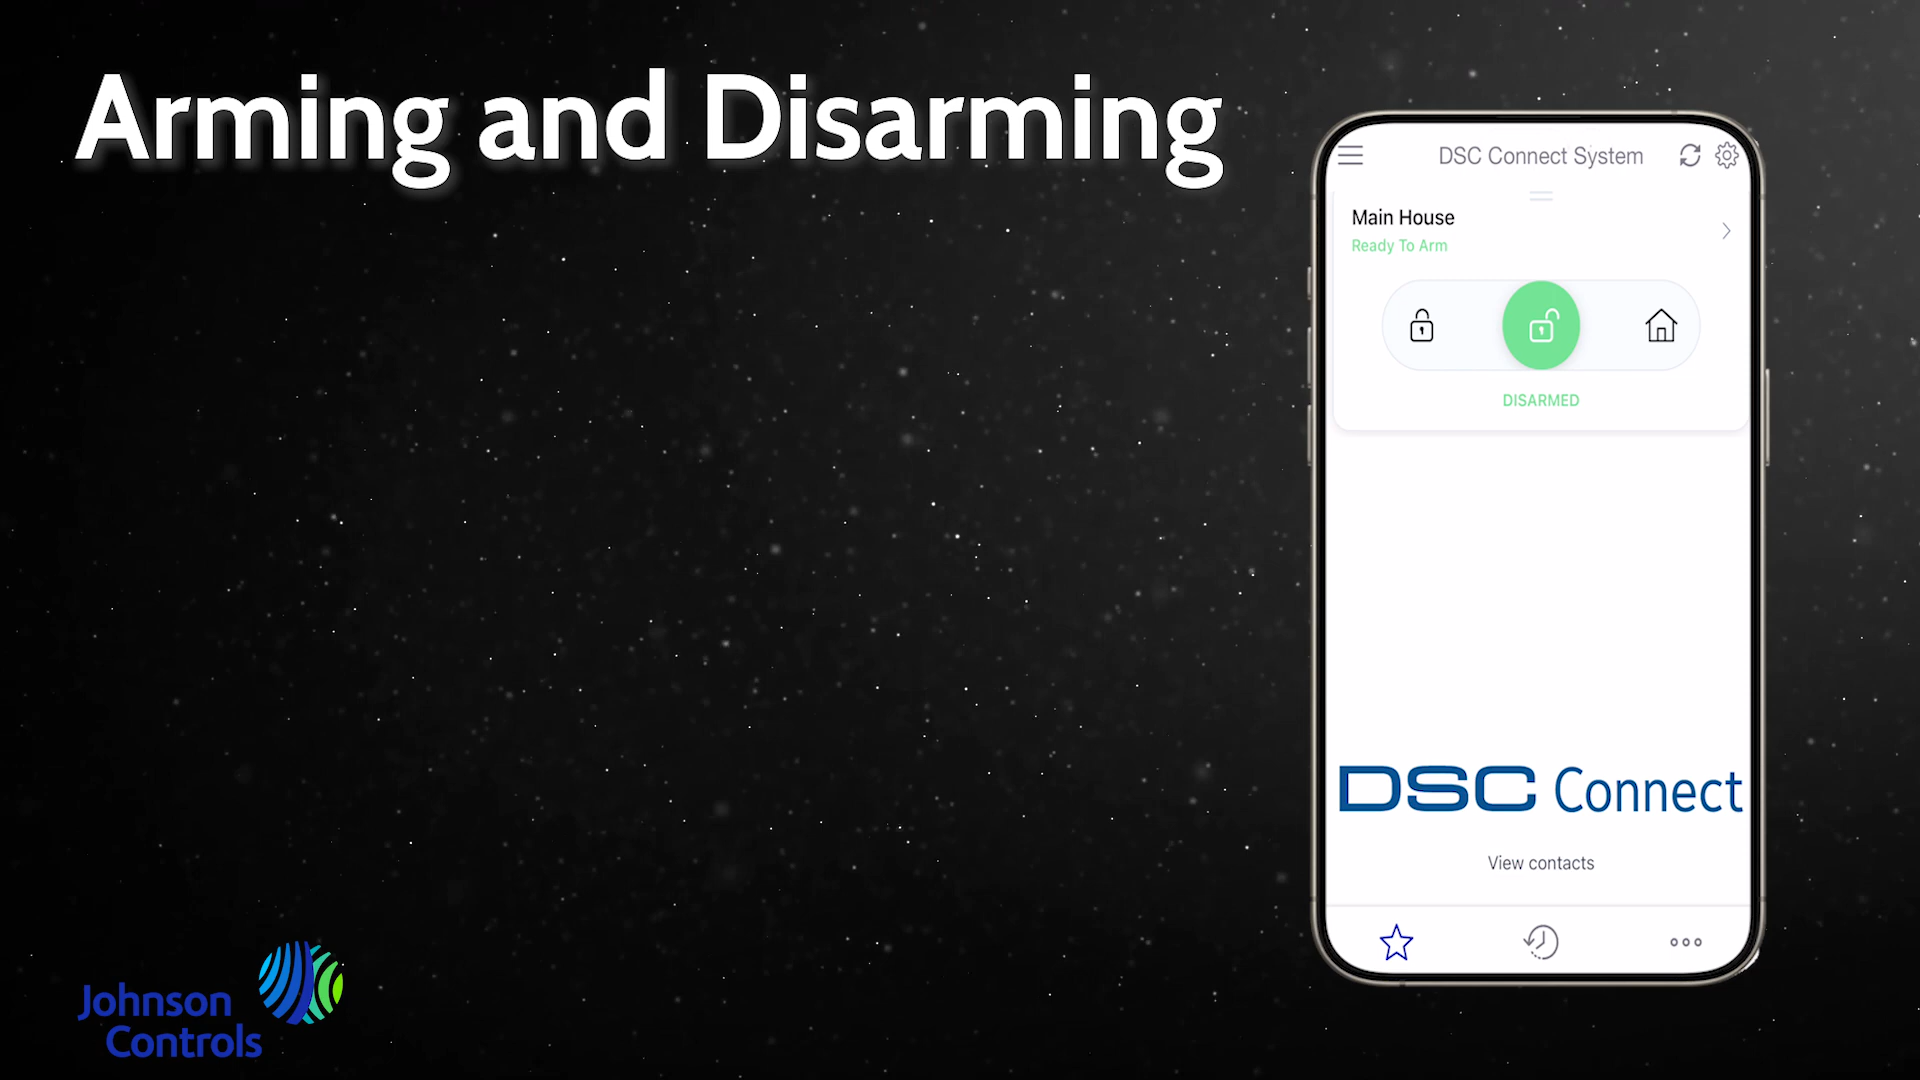 Arming and Disarming
DSC Connect System
Main House
Ready To Arm
DISARMED
DSC Connect
View contacts
Johnson
Controls